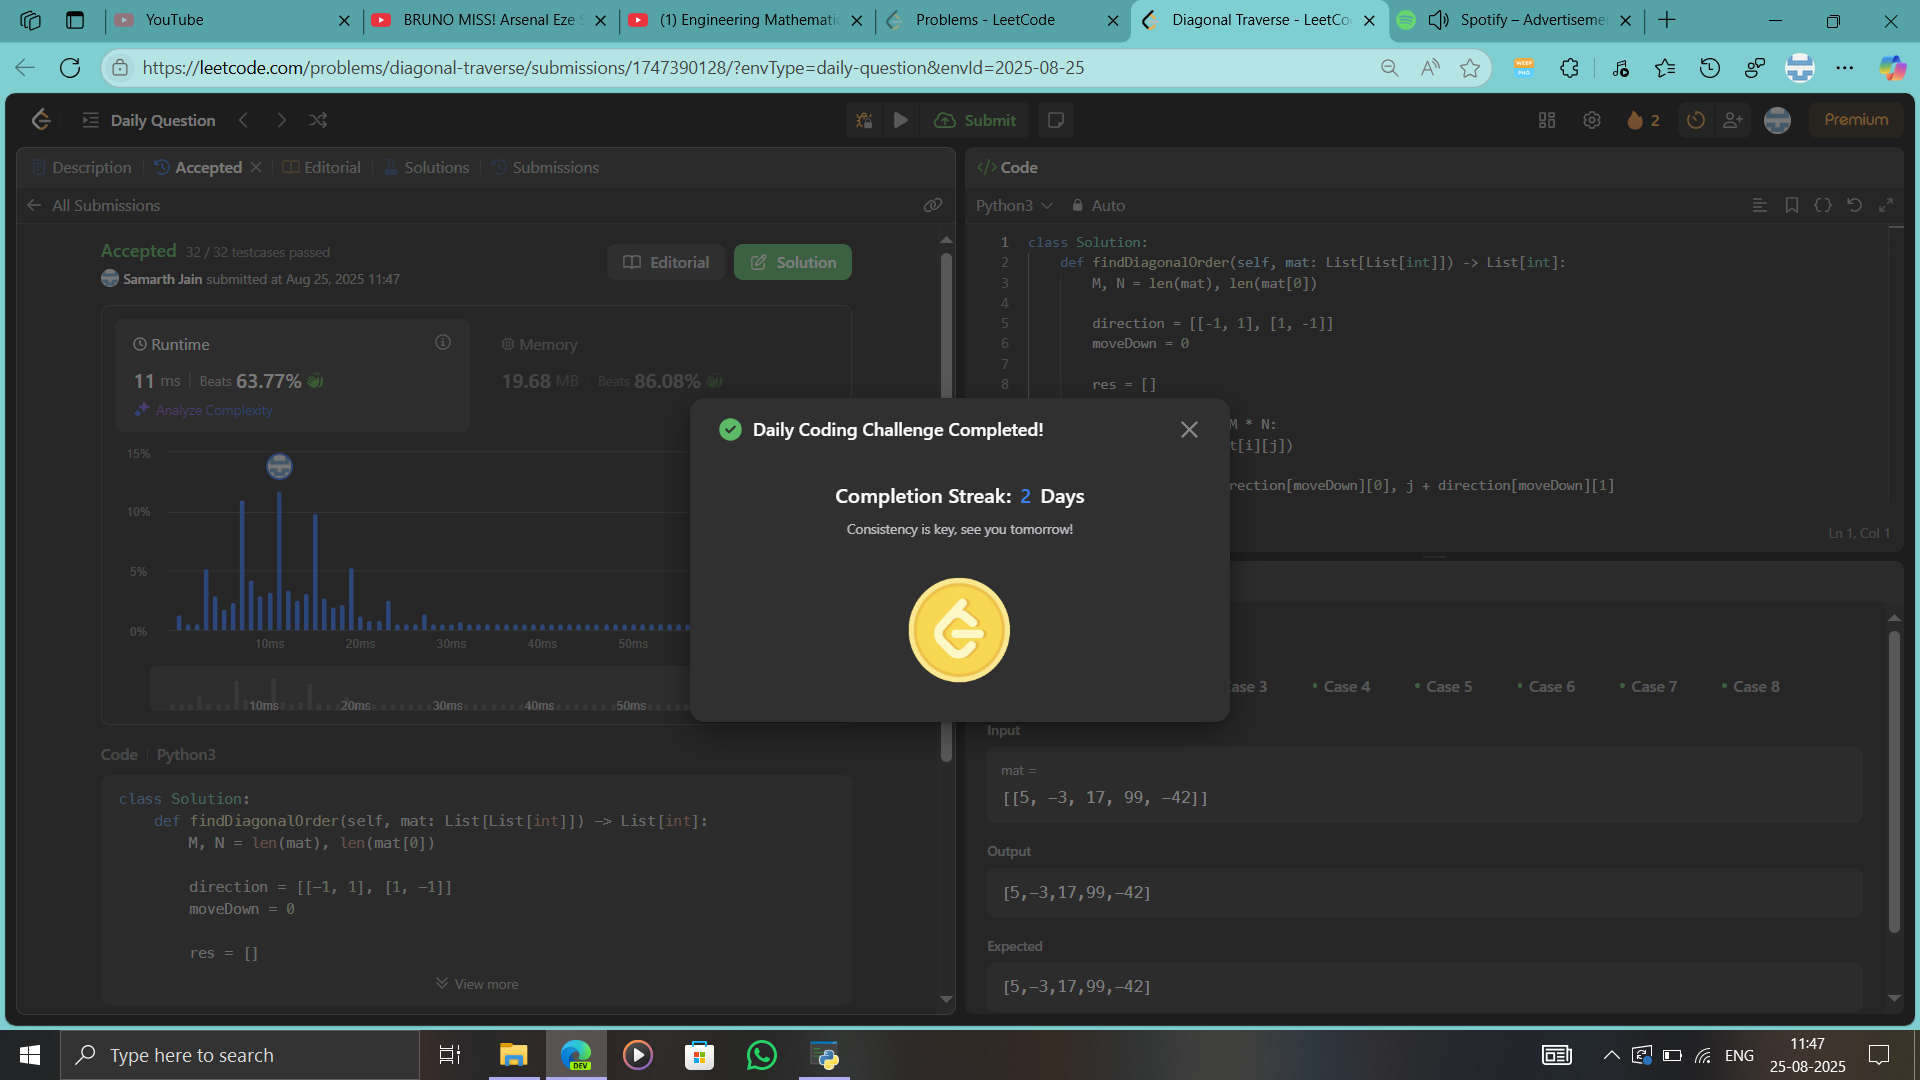 YouTube
BRUNO MISS! Arsenal Eze
(1) Engineering Mathemati
Problems - LeetCode
Diagonal Traverse - LeetCo
Spotify – Advertiseme
https://leetcode.com/problems/diagonal-traverse/submissions/1747390128/?envType=daily-question&envId=2025-08-25
Daily Question
Submit
2
Premium
Description
Accepted
Editorial
Solutions
Submissions
All Submissions
Accepted 32 / 32 testcases passed
Samarth Jain submitted at Aug 25, 2025 11:47
Editorial
Solution
Runtime
11 ms | Beats 63.77%
Analyze Complexity
Memory
19.68 MB | Beats 86.08%
15%
10%
5%
0%
10ms 20ms 30ms 40ms 50ms
10ms 20ms 30ms 40ms 50ms
Code | Python3
class Solution:
def findDiagonalOrder(self, mat: List[List[int]]) -> List[int]:
M, N = len(mat), len(mat[0])
direction = [[-1, 1], [1, -1]]
moveDown = 0
res = []
View more
Daily Coding Challenge Completed!
Completion Streak: 2 Days
Consistency is key, see you tomorrow!
</> Code
Python3
Auto
1 class Solution:
2 def findDiagonalOrder(self, mat: List[List[int]]) -> List[int]:
3 M, N = len(mat), len(mat[0])
4
5 direction = [[-1, 1], [1, -1]]
6 moveDown = 0
7
8 res = []
M * N:
t[i][j])
rection[moveDown][0], j + direction[moveDown][1]
Ln 1, Col 1
ase 3
Case 4
Case 5
Case 6
Case 7
Case 8
Input
mat =
[[5, -3, 17, 99, -42]]
Output
[5,-3,17,99,-42]
Expected
[5,-3,17,99,-42]
Type here to search
DEV
ENG
11:47
25-08-2025